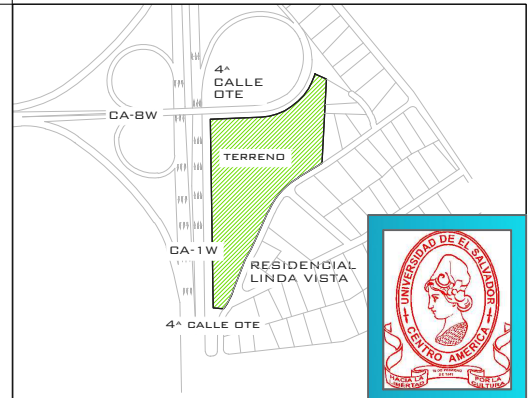 4^
CALLE
OTE
CA-8W
TERRENO
CA-1W
RESIDENCIAL
LINDA VISTA
4^ CALLE OTE
UNIVERSIDAD DE EL SALVADOR
CENTRO AMERICA
HACIA LA
LIBERTAD
POR LA
CULTURA